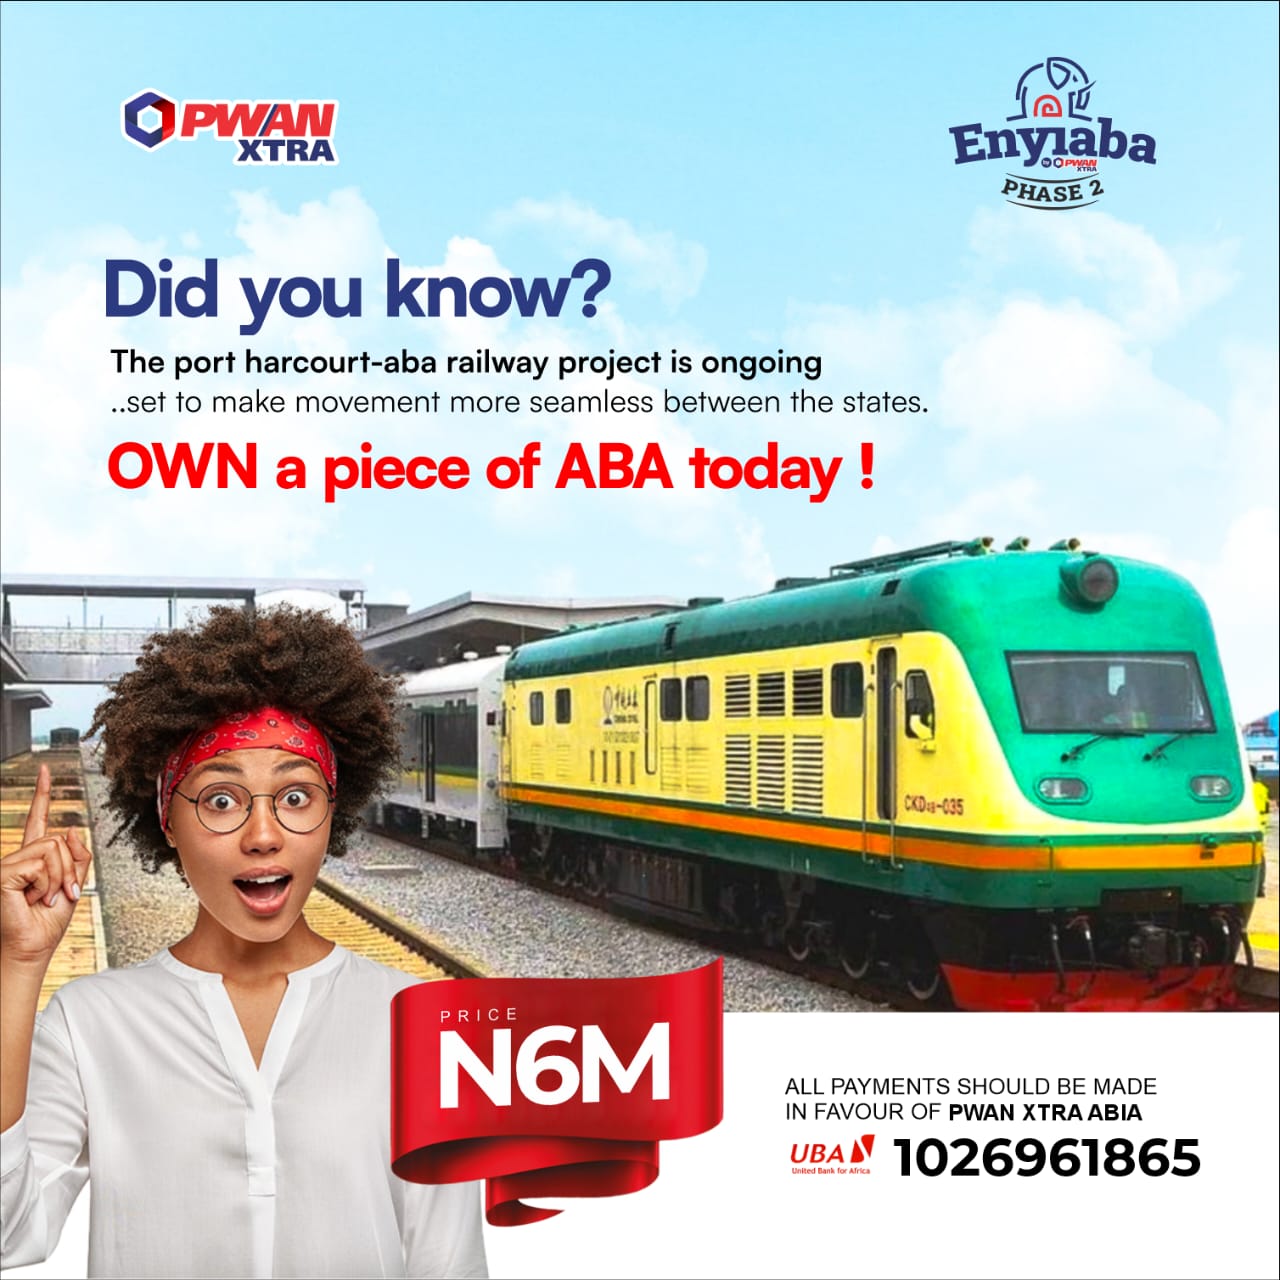 PWAN
XTRA
Enyiaba
by PWAN
XTRA
PHASE 2
Did you know?
The port harcourt-aba railway project is ongoing
..set to make movement more seamless between the states.
OWN a piece of ABA today !
CKD08-035
PRICE
N6M
ALL PAYMENTS SHOULD BE MADE
IN FAVOUR OF PWAN XTRA ABIA
UBA
United Bank for Africa
1026961865